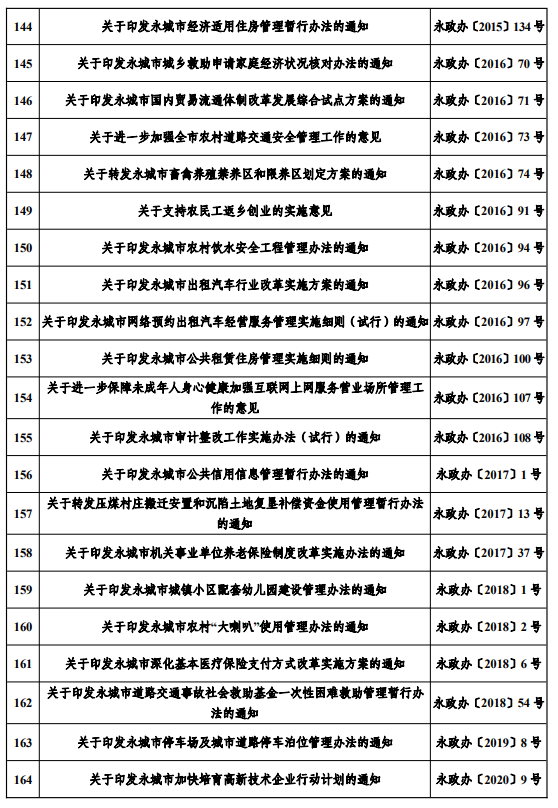 144 关于印发永城市经济适用住房管理暂行办法的通知 永政办〔2015〕134号
145 关于印发永城市城乡救助申请家庭经济状况核对办法的通知 永政办〔2016〕70号
146 关于印发永城市国内贸易流通体制改革发展综合试点方案的通知 永政办〔2016〕71号
147 关于进一步加强全市农村道路交通安全管理工作的意见 永政办〔2016〕73号
148 关于转发永城市畜禽养殖禁养区和限养区划定方案的通知 永政办〔2016〕74号
149 关于支持农民工返乡创业的实施意见 永政办〔2016〕91号
150 关于印发永城市农村饮水安全工程管理办法的通知 永政办〔2016〕94号
151 关于印发永城市出租汽车行业改革实施方案的通知 永政办〔2016〕96号
152 关于印发永城市网络预约出租汽车经营服务管理实施细则（试行）的通知 永政办〔2016〕97号
153 关于印发永城市公共租赁住房管理实施细则的通知 永政办〔2016〕100号
154 关于进一步保障未成年人身心健康加强互联网上网服务营业场所管理工
作的意见 永政办〔2016〕107号
155 关于印发永城市审计整改工作实施办法（试行）的通知 永政办〔2016〕108号
156 关于印发永城市公共信用信息管理暂行办法的通知 永政办〔2017〕1号
157 关于转发压煤村庄搬迁安置和沉陷土地复垦补偿资金使用管理暂行办法
的通知 永政办〔2017〕13号
158 关于印发永城市机关事业单位养老保险制度改革实施办法的通知 永政办〔2017〕37号
159 关于印发永城市城镇小区配套幼儿园建设管理办法的通知 永政办〔2018〕1号
160 关于印发永城市农村“大喇叭”使用管理办法的通知 永政办〔2018〕2号
161 关于印发永城市深化基本医疗保险支付方式改革实施方案的通知 永政办〔2018〕6号
162 关于印发永城市道路交通事故社会救助基金一次性困难救助管理暂行办
法的通知 永政办〔2018〕54号
163 关于印发永城市停车场及城市道路停车泊位管理办法的通知 永政办〔2019〕8号
164 关于印发永城市加快培育高新技术企业行动计划的通知 永政办〔2020〕9号